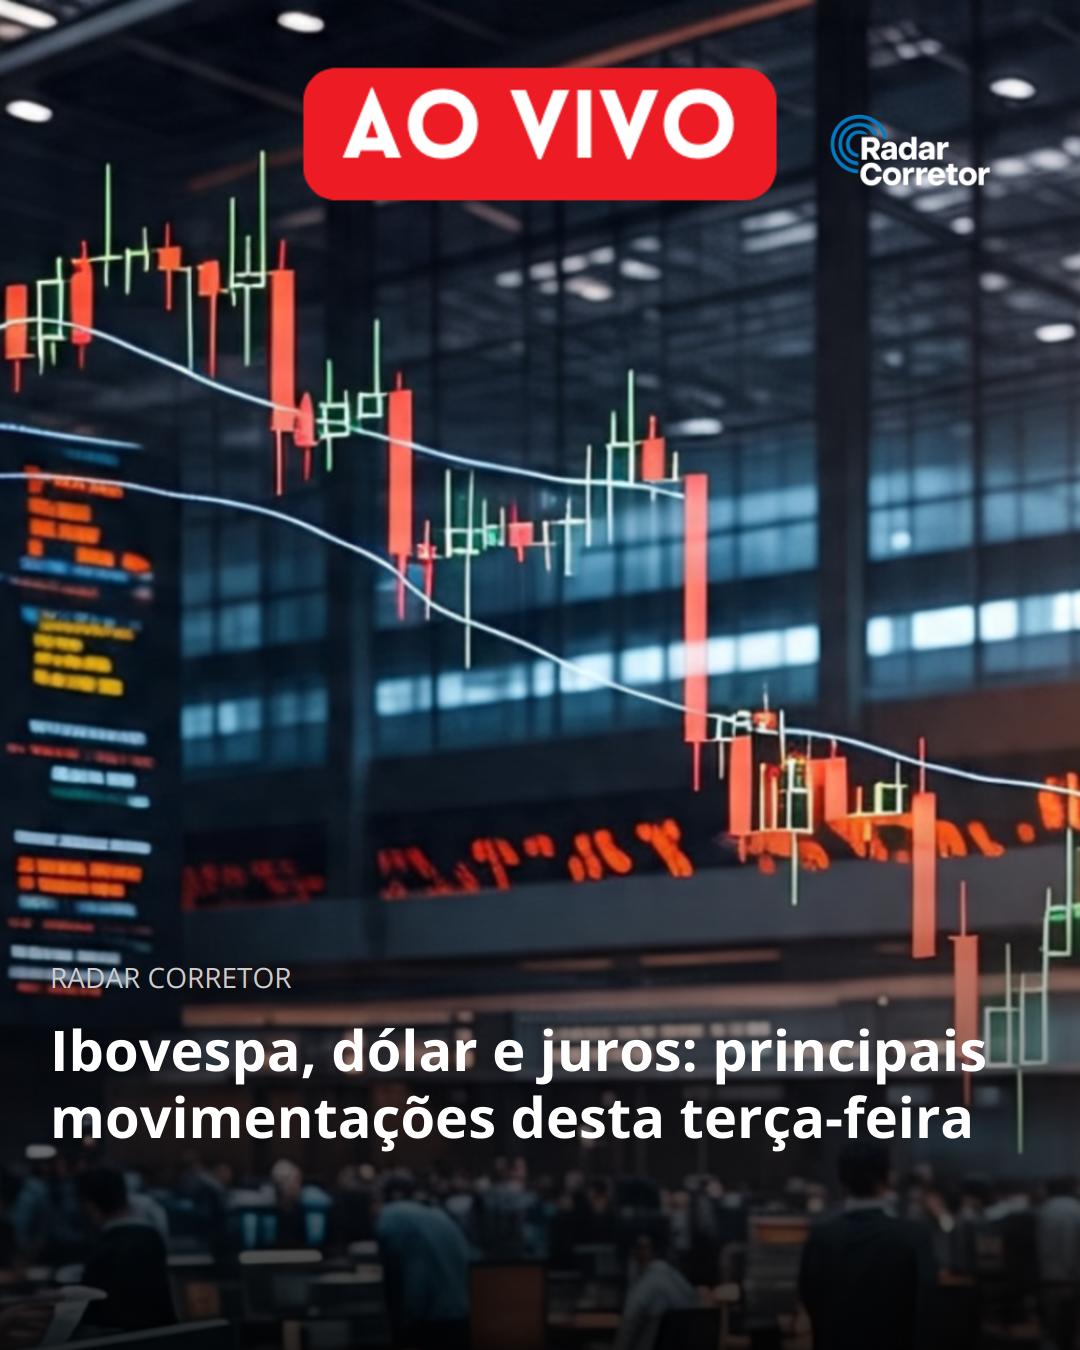 AO VIVO
Radar
Corretor
RADAR CORRETOR
Ibovespa, dólar e juros: principais
movimentações desta terça-feira